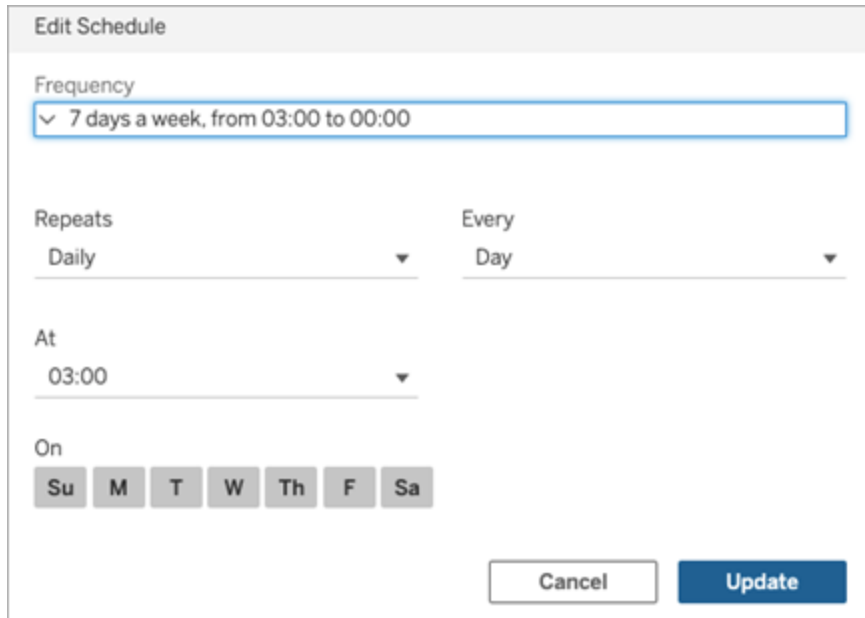 Edit Schedule
Frequency
7 days a week, from 03:00 to 00:00
Repeats Every
Daily Day
At
03:00
On
Su M T W Th F Sa
Cancel Update